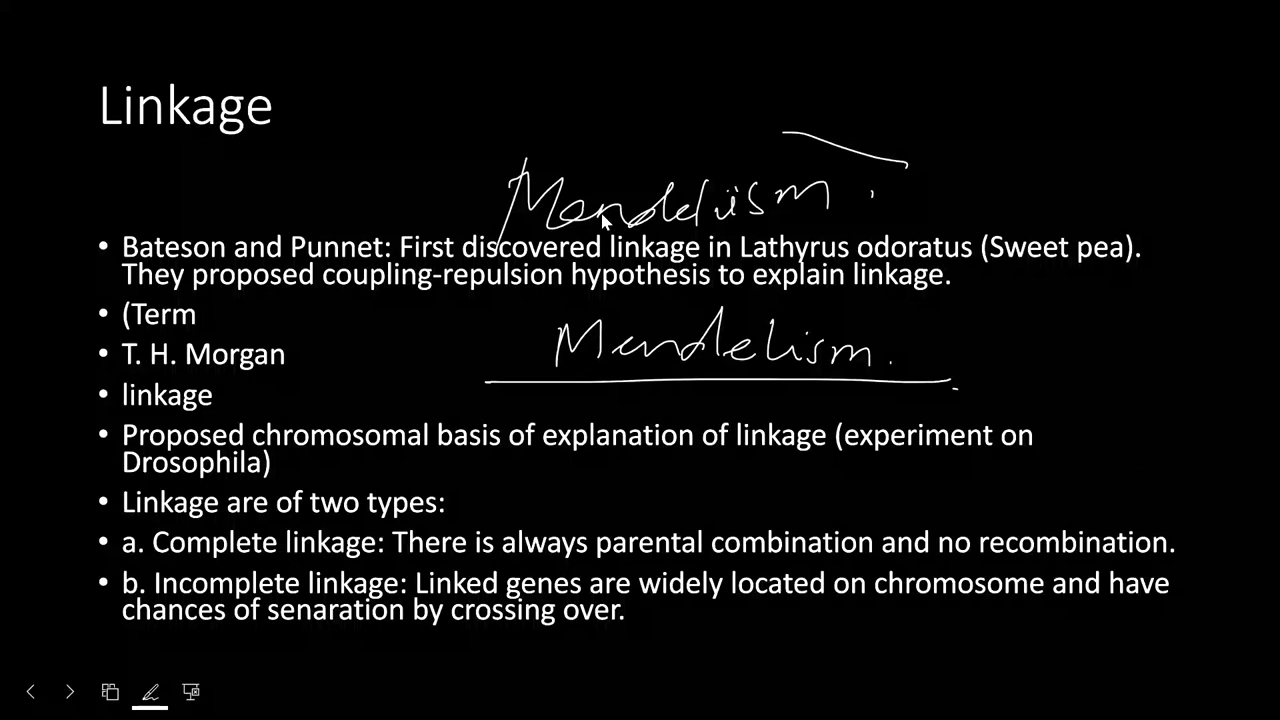 Linkage
Mendelism.
• Bateson and Punnet: First discovered linkage in Lathyrus odoratus (Sweet pea).
They proposed coupling-repulsion hypothesis to explain linkage.
• (Term
Mendelism.
• T. H. Morgan
• linkage
• Proposed chromosomal basis of explanation of linkage (experiment on
Drosophila)
• Linkage are of two types:
• a. Complete linkage: There is always parental combination and no recombination.
• b. Incomplete linkage: Linked genes are widely located on chromosome and have
chances of senaration by crossing over.